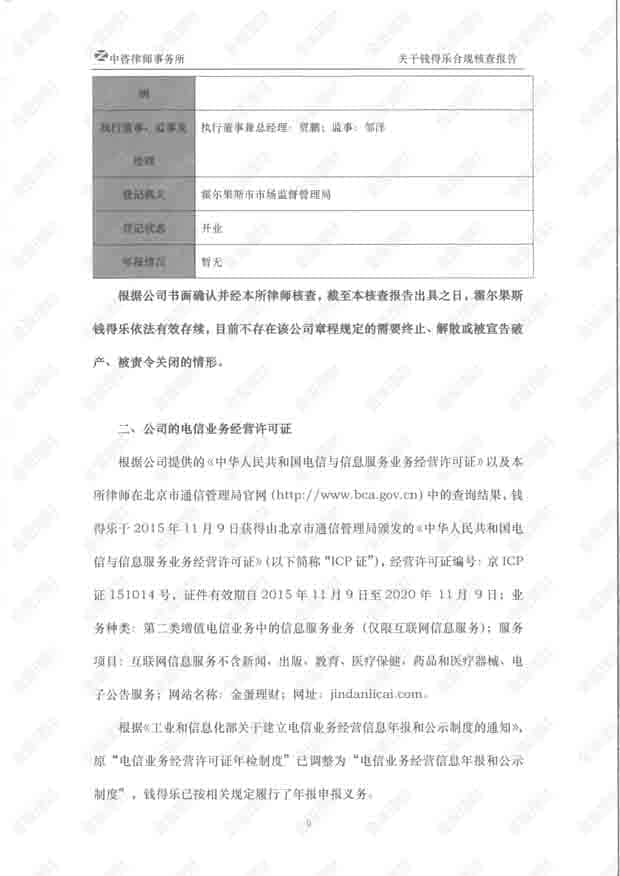 中咨律师事务所 关于钱得乐合规核查报告
例
执行董事、监事及 执行董事兼总经理：贺鹏；监事：邹洋
经理
登记机关 霍尔果斯市市场监督管理局
登记状态 开业
年报情况 暂无
根据公司书面确认并经本所律师核查，截至本核查报告出具之日，霍尔果斯
钱得乐依法有效存续，目前不存在该公司章程规定的需要终止、解散或被宣告破
产、被责令关闭的情形。
二、公司的电信业务经营许可证
根据公司提供的《中华人民共和国电信与信息服务业务经营许可证》以及本
所律师在北京市通信管理局官网（http://www.bca.gov.cn）中的查询结果，钱
得乐于 2015 年 11 月 9 日获得由北京市通信管理局颁发的《中华人民共和国电
信与信息服务业务经营许可证》（以下简称“ICP 证”），经营许可证编号：京 ICP
证 151014 号，证件有效期自 2015 年 11 月 9 日至 2020 年 11 月 9 日；业
务种类：第二类增值电信业务中的信息服务业务（仅限互联网信息服务）；服务
项目：互联网信息服务不含新闻、出版、教育、医疗保健、药品和医疗器械、电
子公告服务；网站名称：金蛋理财；网址：jindanlicai.com。
根据《工业和信息化部关于建立电信业务经营信息年报和公示制度的通知》，
原“电信业务经营许可证年检制度”已调整为“电信业务经营信息年报和公示
制度”，钱得乐已按相关规定履行了年报申报义务。
9